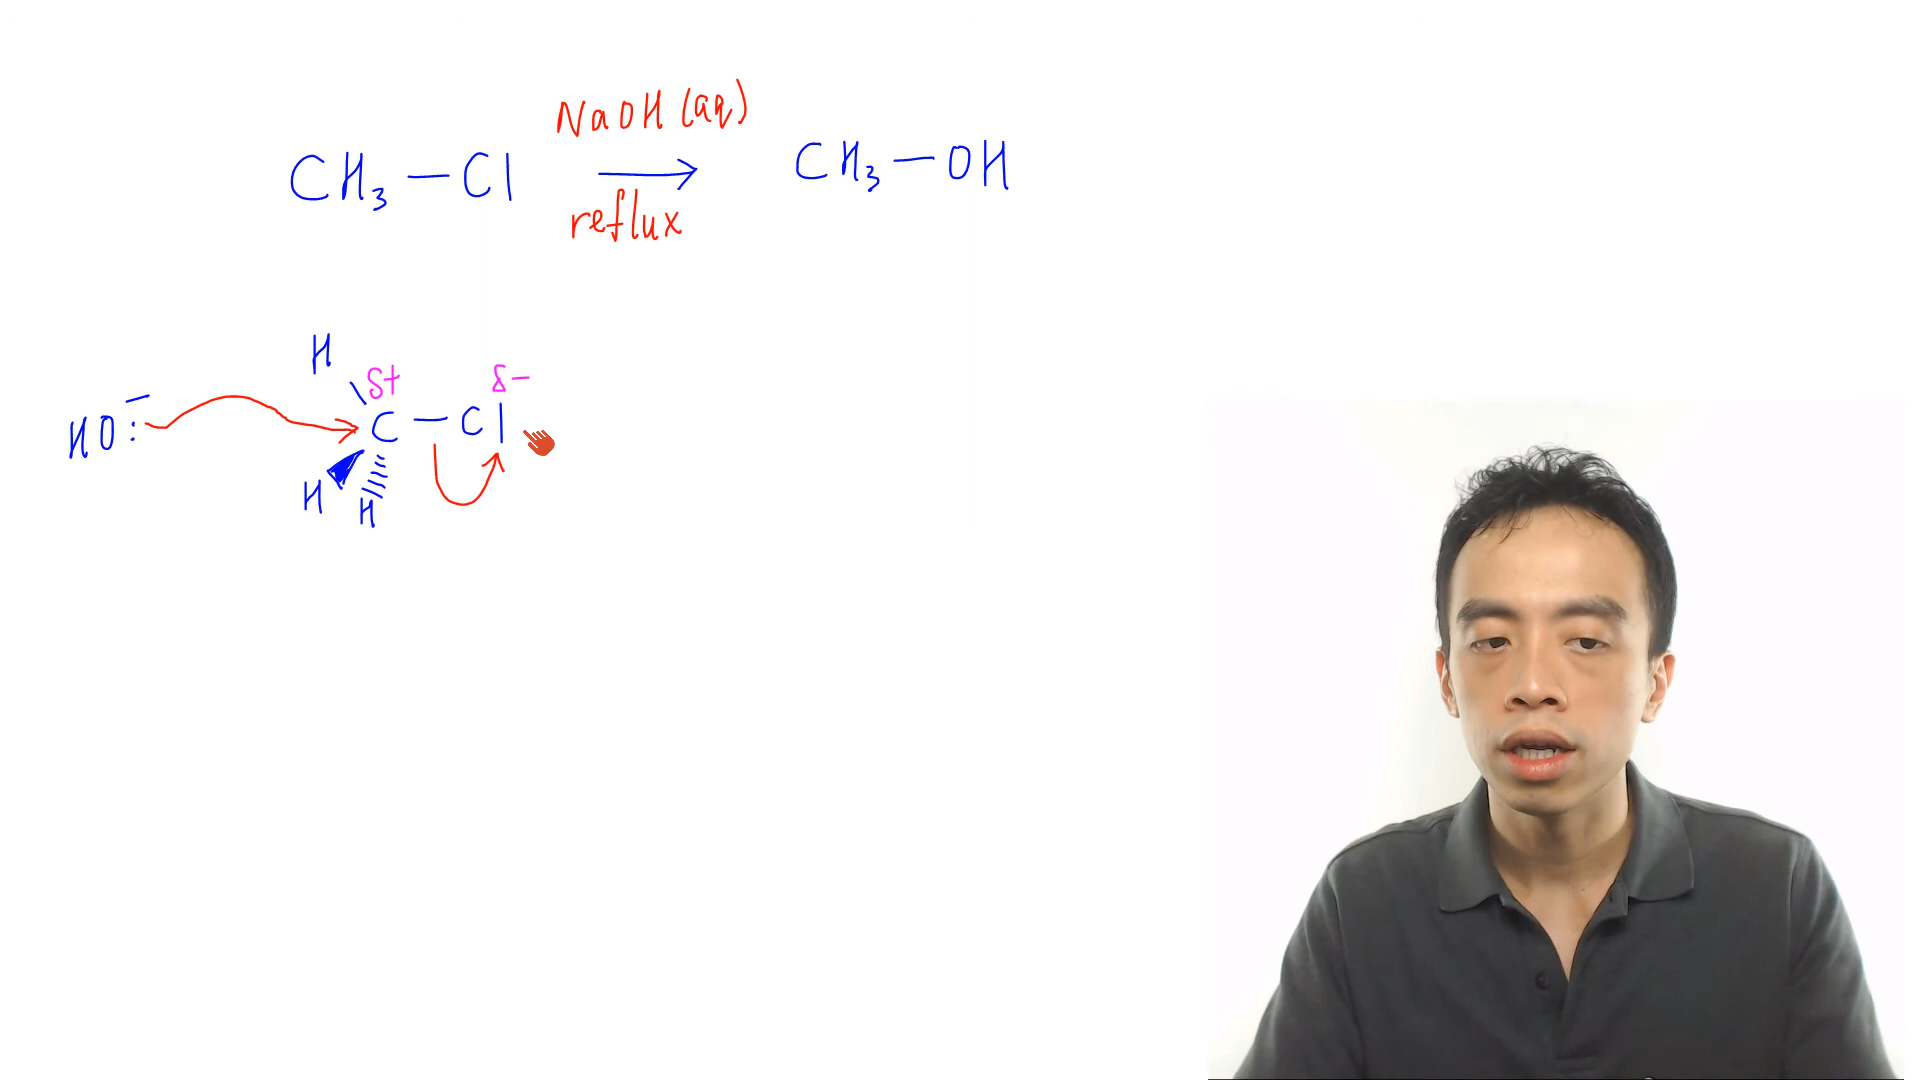 NaOH (aq)
CH₃ — Cl → CH₃ — OH
reflux
H
δ+ δ−
HO:⁻ C — Cl
H H